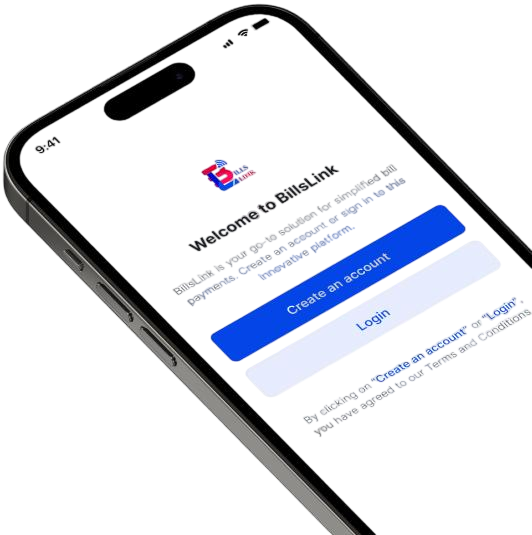 9:41
BILLS
LINK
Welcome to BillsLink
BillsLink is your go-to solution for simplified bill
payments. Create an account or sign in to this
innovative platform.
Create an account
Login
By clicking on "Create an account" or "Login",
you have agreed to our Terms and Conditions